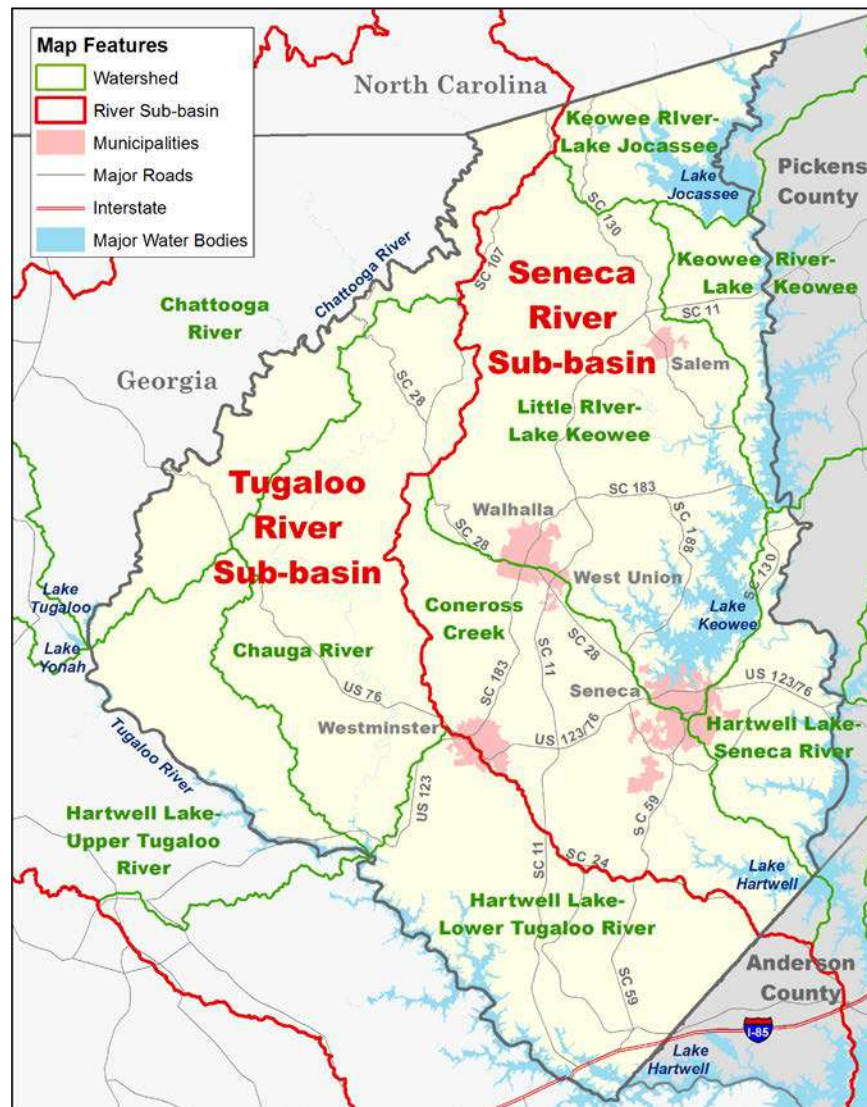 Map Features
Watershed
River Sub-basin
Municipalities
Major Roads
Interstate
Major Water Bodies
North Carolina
Keowee RIver-
Lake Jocassee
Lake
Jocassee
Pickens
County
Chattooga River
SC 107
SC 130
Keowee River-
Lake Keowee
SC 11
Chattooga
River
Georgia
Seneca
River
Sub-basin
Salem
SC 28
Little RIver-
Lake Keowee
Tugaloo
River
Sub-basin
Walhalla
SC 183
SC 28
SC 188
SC 130
West Union
Lake
Tugaloo
Lake
Yonah
Coneross
Creek
Lake
Keowee
Chauga River
SC 28
SC 183
SC 11
Seneca
US 123/76
US 76
Westminster
US 123/76
Hartwell Lake-
Seneca River
Tugaloo River
US 123
SC 59
Hartwell Lake-
Upper Tugaloo
River
SC 11
SC 24
Lake
Hartwell
Hartwell Lake-
Lower Tugaloo River
Anderson
County
SC 59
I-85
Lake
Hartwell